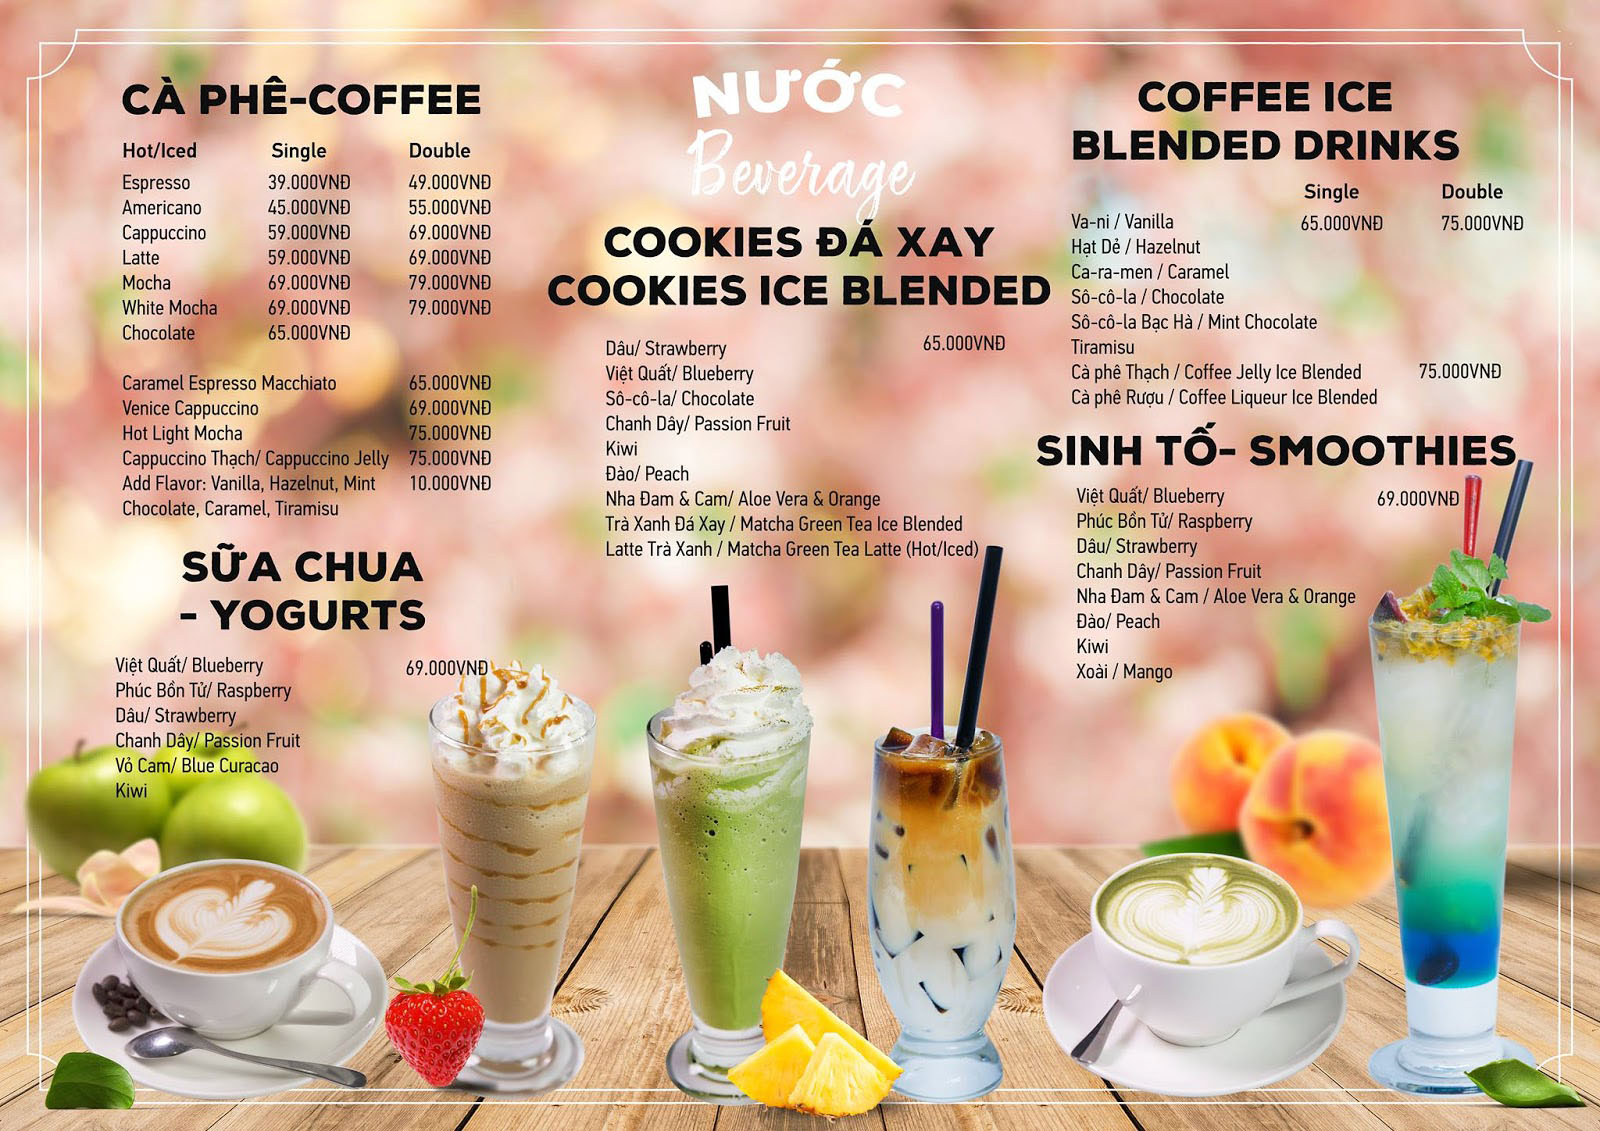 CÀ PHÊ-COFFEE
Hot/Iced Single Double
Espresso 39.000VNĐ 49.000VNĐ
Americano 45.000VNĐ 55.000VNĐ
Cappuccino 59.000VNĐ 69.000VNĐ
Latte 59.000VNĐ 69.000VNĐ
Mocha 69.000VNĐ 79.000VNĐ
White Mocha 69.000VNĐ 79.000VNĐ
Chocolate 65.000VNĐ
Caramel Espresso Macchiato 65.000VNĐ
Venice Cappuccino 69.000VNĐ
Hot Light Mocha 75.000VNĐ
Cappuccino Thạch/ Cappuccino Jelly 75.000VNĐ
Add Flavor: Vanilla, Hazelnut, Mint 10.000VNĐ
Chocolate, Caramel, Tiramisu
SỮA CHUA
- YOGURTS
Việt Quất/ Blueberry 69.000VNĐ
Phúc Bồn Tử/ Raspberry
Dâu/ Strawberry
Chanh Dây/ Passion Fruit
Vỏ Cam/ Blue Curacao
Kiwi
NƯỚC
Beverage
COOKIES ĐÁ XAY
COOKIES ICE BLENDED
Dâu/ Strawberry 65.000VNĐ
Việt Quất/ Blueberry
Sô-cô-la/ Chocolate
Chanh Dây/ Passion Fruit
Kiwi
Đào/ Peach
Nha Đam & Cam/ Aloe Vera & Orange
Trà Xanh Đá Xay / Matcha Green Tea Ice Blended
Latte Trà Xanh / Matcha Green Tea Latte (Hot/Iced)
COFFEE ICE
BLENDED DRINKS
Single Double
Va-ni / Vanilla 65.000VNĐ 75.000VNĐ
Hạt Dẻ / Hazelnut
Ca-ra-men / Caramel
Sô-cô-la / Chocolate
Sô-cô-la Bạc Hà / Mint Chocolate
Tiramisu
Cà phê Thạch / Coffee Jelly Ice Blended 75.000VNĐ
Cà phê Rượu / Coffee Liqueur Ice Blended
SINH TỐ- SMOOTHIES
Việt Quất/ Blueberry 69.000VNĐ
Phúc Bồn Tử/ Raspberry
Dâu/ Strawberry
Chanh Dây/ Passion Fruit
Nha Đam & Cam / Aloe Vera & Orange
Đào/ Peach
Kiwi
Xoài / Mango